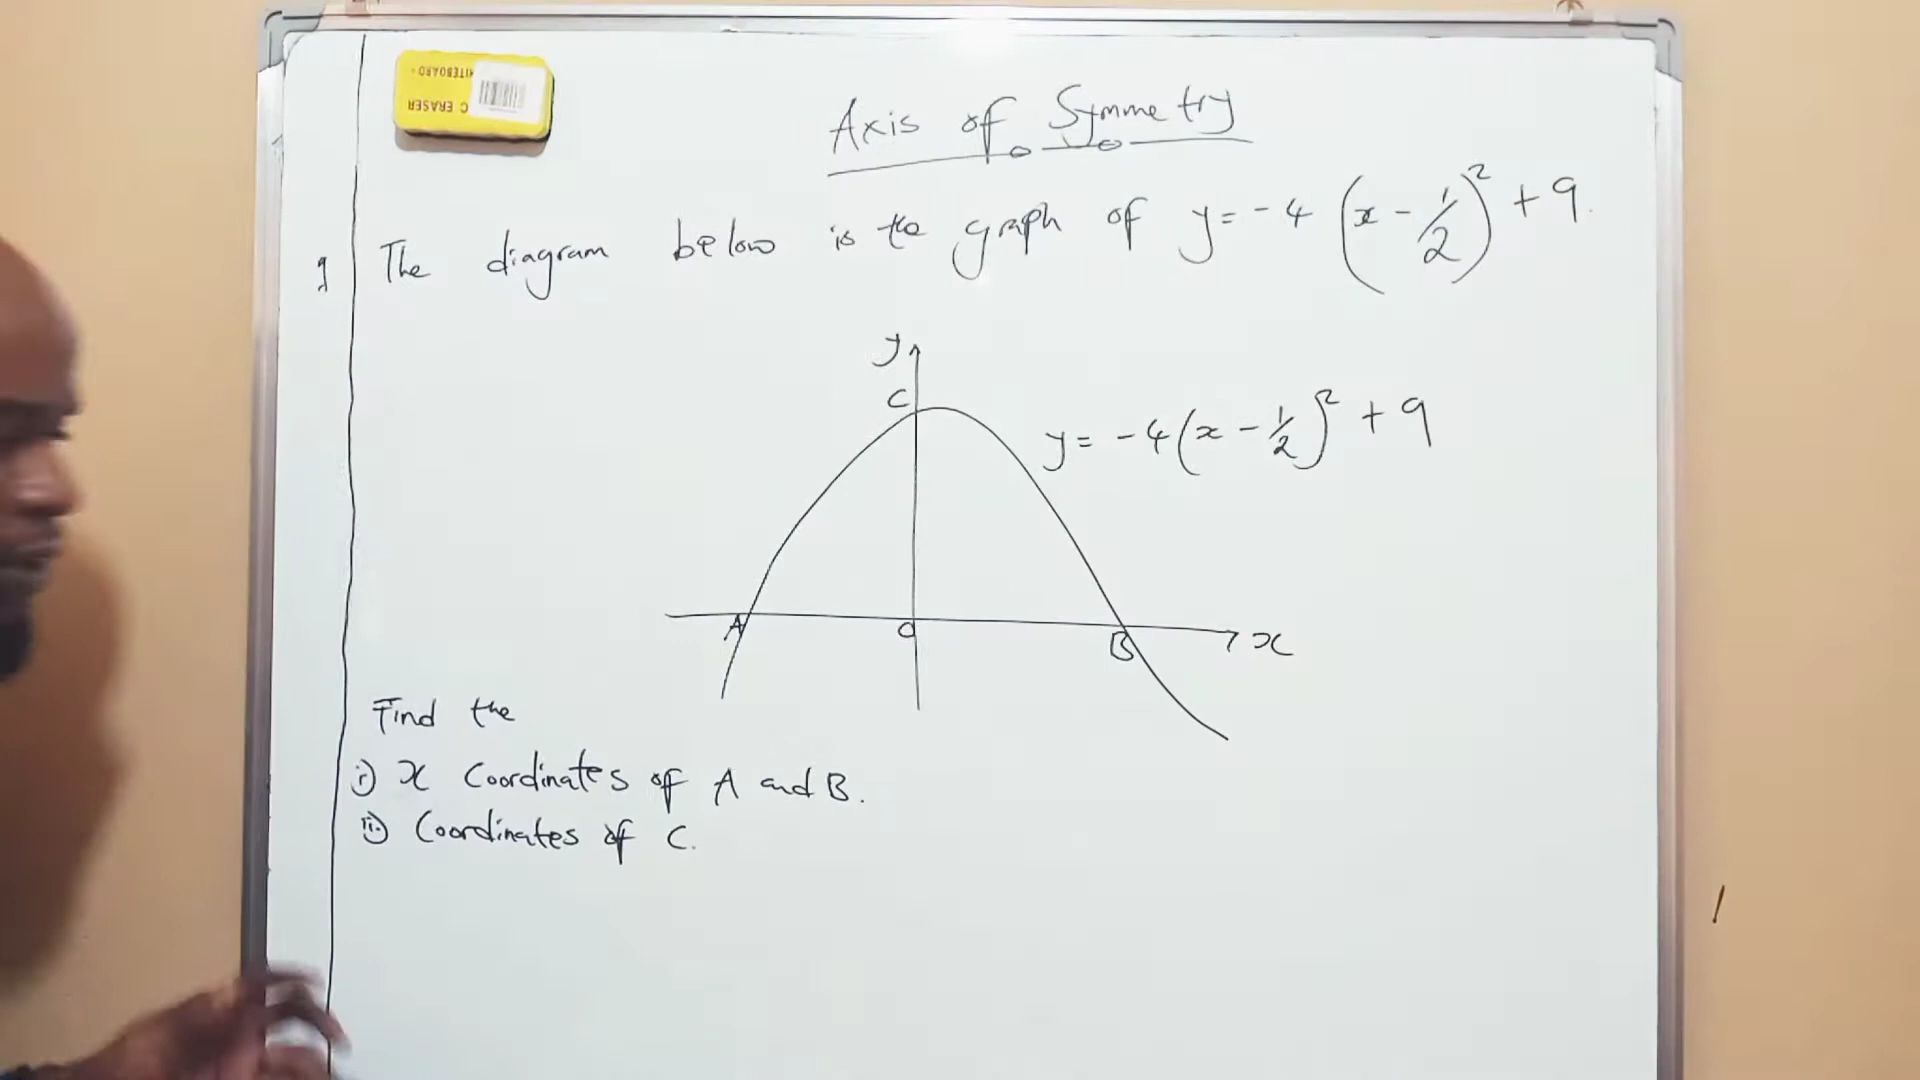 KITEBOARD -
C ERASER
Axis of Symmetry
1 The diagram below is the graph of y = -4 (x - 1/2)² + 9.
y
C
y = -4(x - 1/2)² + 9
A O B x
Find the
i) x Coordinates of A and B.
ii) Coordinates of C.